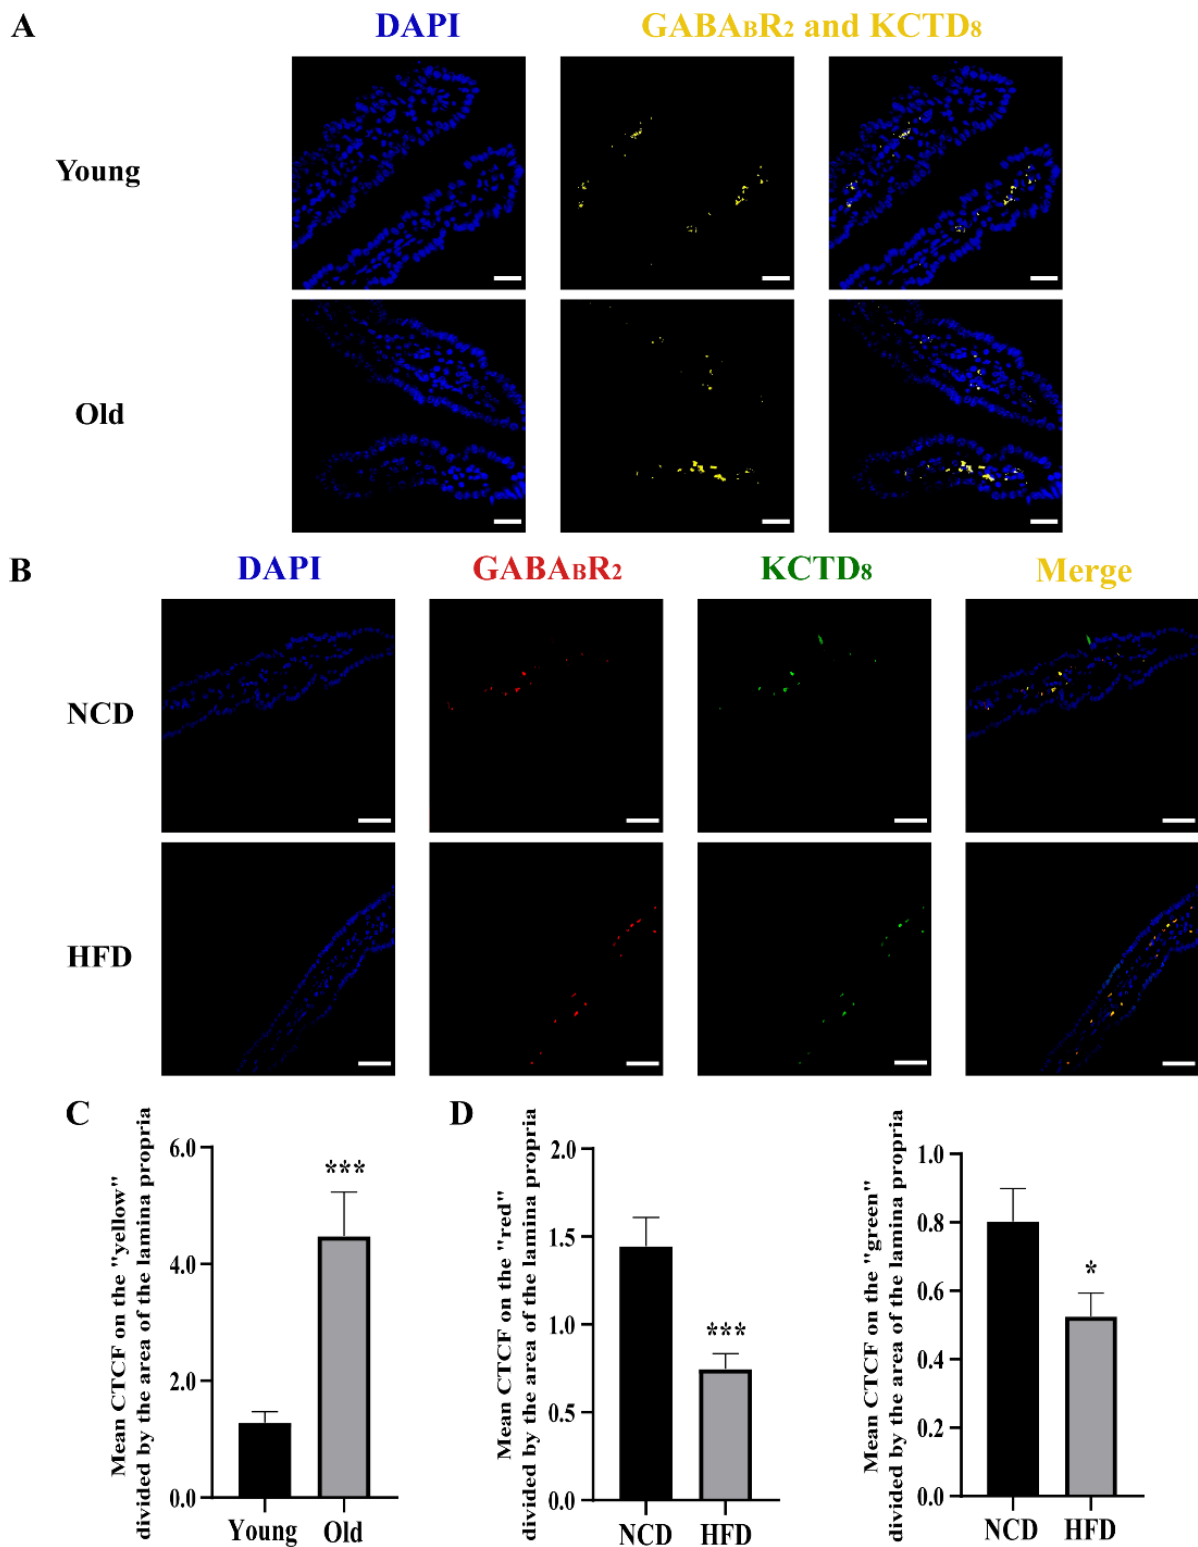 A
DAPI
GABABR2 and KCTD8
Young
Old
B
DAPI
GABABR2
KCTD8
Merge
NCD
HFD
C
Mean CTCF on the "yellow"
divided by the area of the lamina propria
6.0
4.0
2.0
0.0
***
Young
Old
D
Mean CTCF on the "red"
divided by the area of the lamina propria
2.0
1.5
1.0
0.5
0.0
***
NCD
HFD
Mean CTCF on the "green"
divided by the area of the lamina propria
1.0
0.8
0.6
0.4
0.2
0.0
*
NCD
HFD